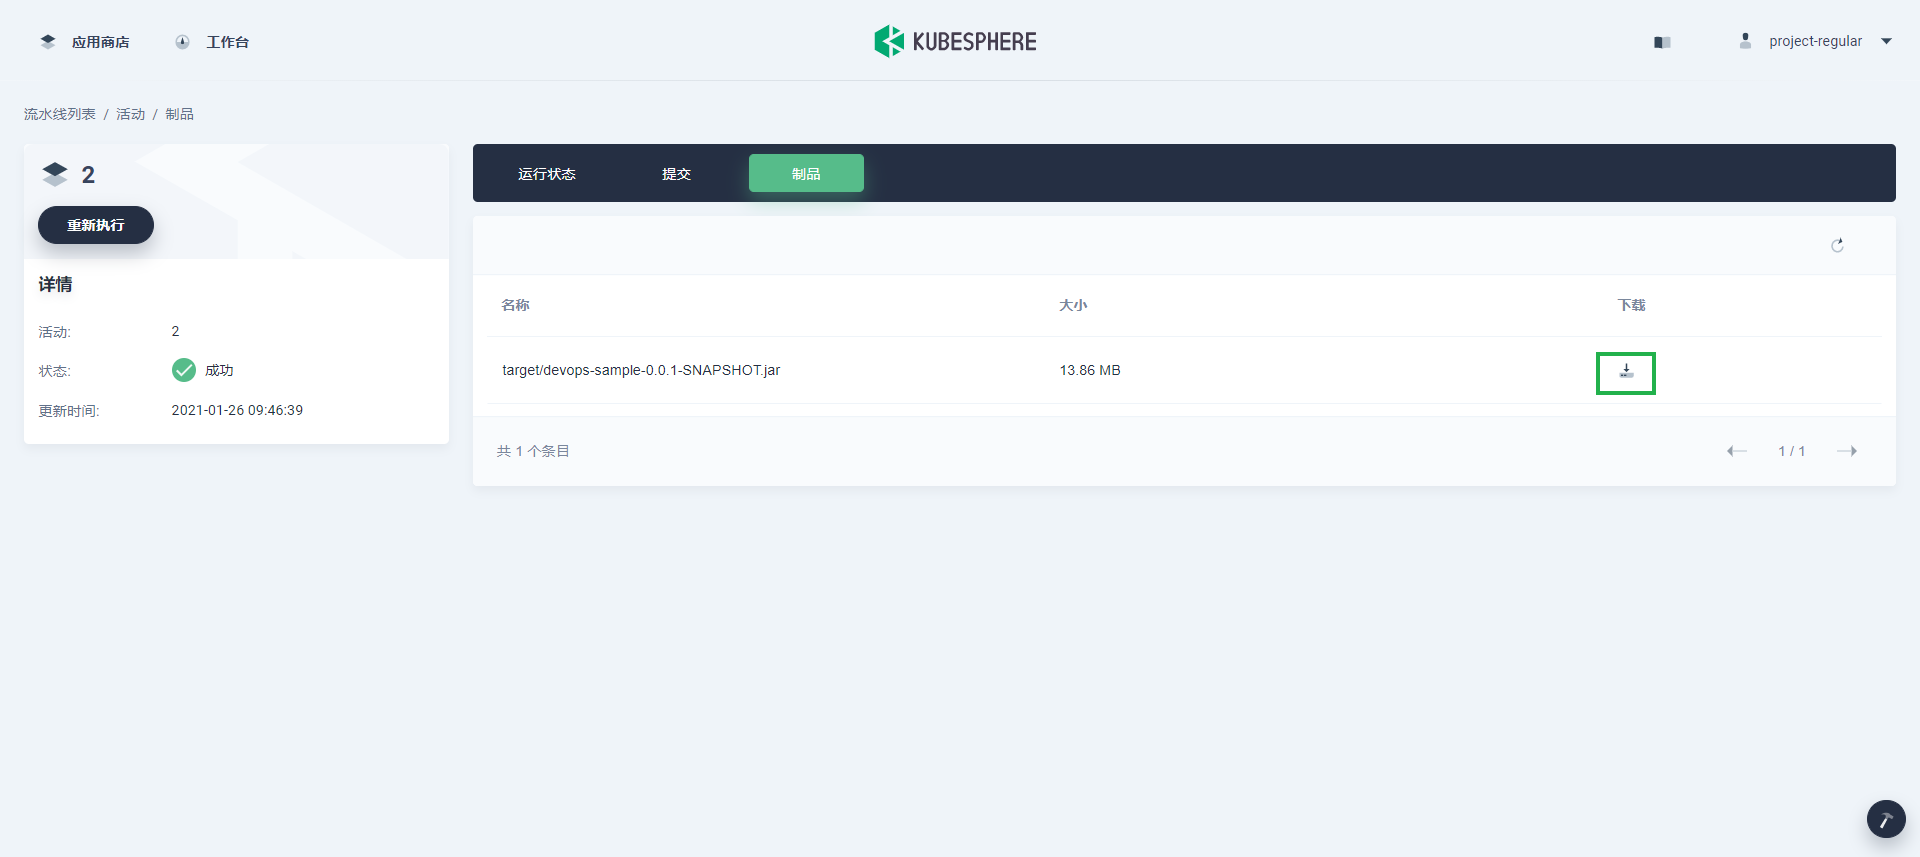 应用商店 工作台 KUBESPHERE project-regular
流水线列表 / 活动 / 制品
2
重新执行
详情
活动: 2
状态: 成功
更新时间: 2021-01-26 09:46:39
运行状态 提交 制品
名称 大小 下载
target/devops-sample-0.0.1-SNAPSHOT.jar 13.86 MB
共 1 个条目 1 / 1